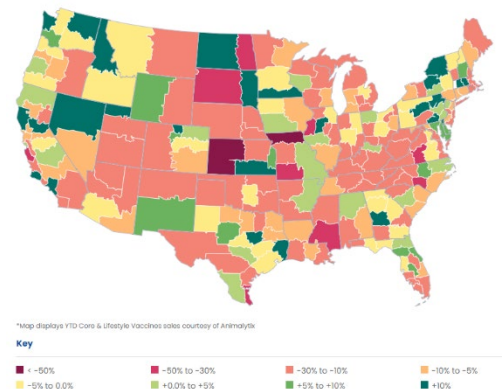 *Map displays YTD Core & Lifestyle Vaccines sales courtesy of Animalytix
Key
< -50%
-50% to -30%
-30% to -10%
-10% to -5%
-5% to 0.0%
+0.0% to +5%
+5% to +10%
+10%